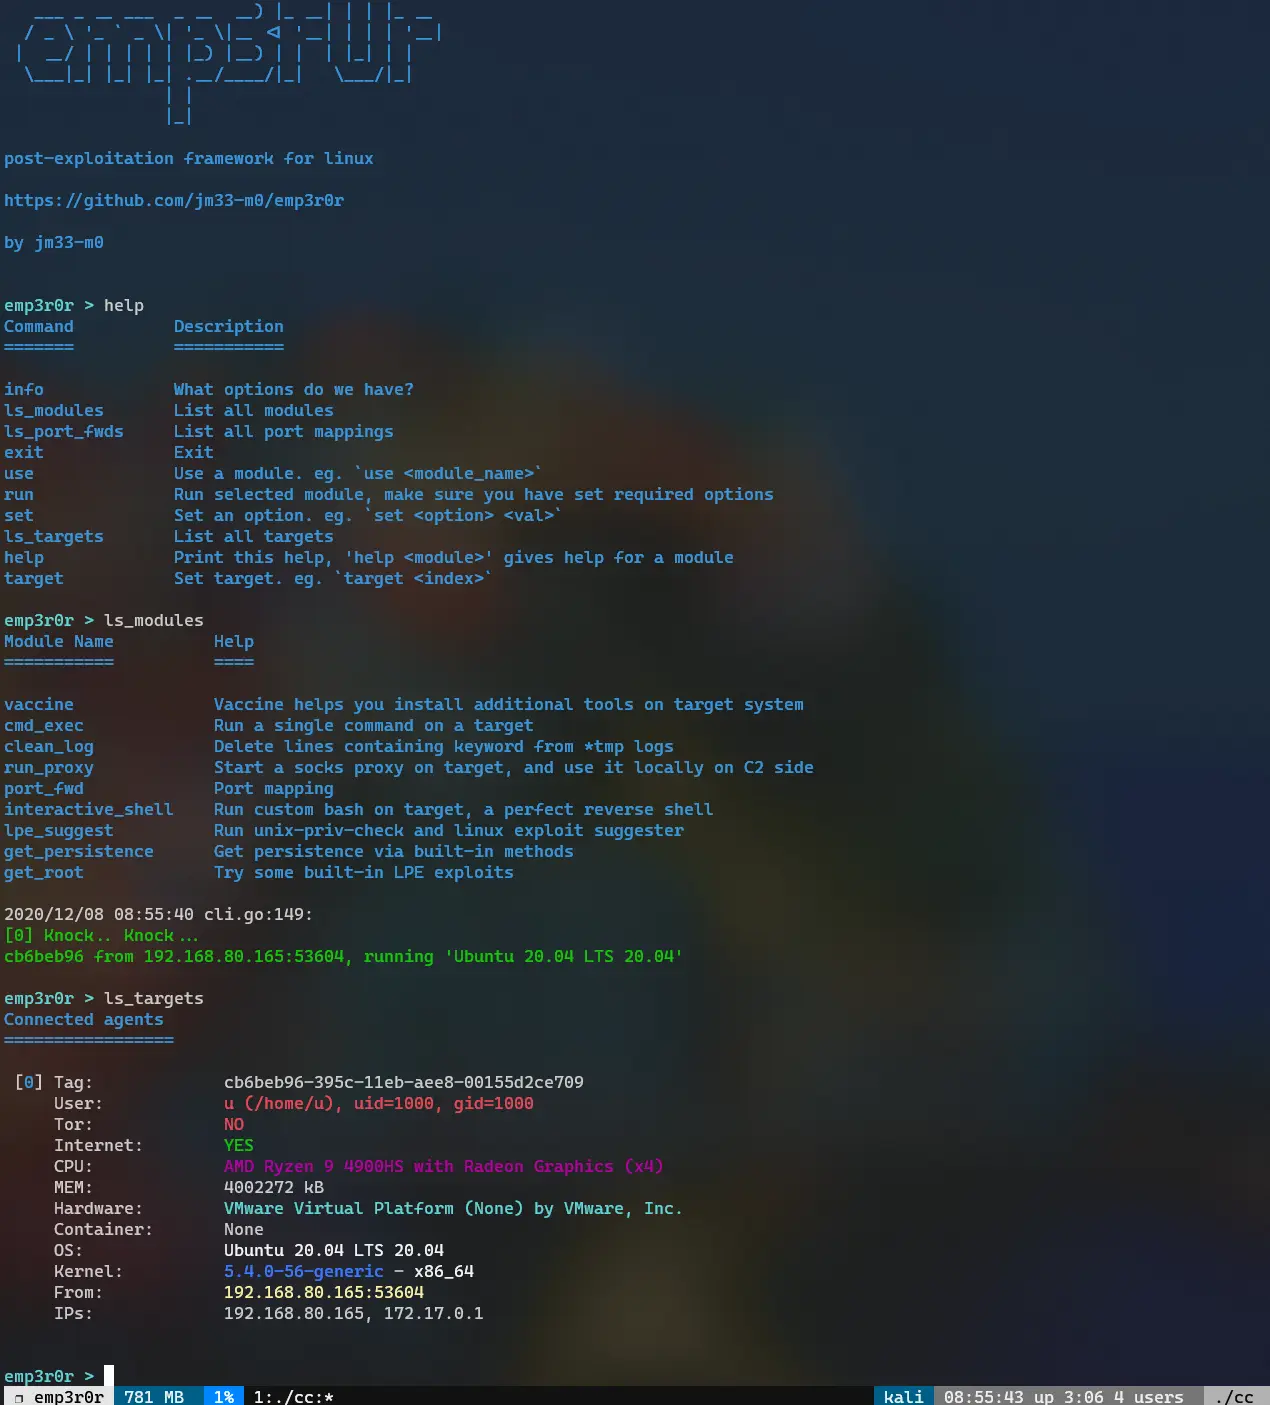 post-exploitation framework for linux
https://github.com/jm33-m0/emp3r0r
by jm33-m0
emp3r0r > help
Command Description
======= ===========
info What options do we have?
ls_modules List all modules
ls_port_fwds List all port mappings
exit Exit
use Use a module. eg. `use <module_name>`
run Run selected module, make sure you have set required options
set Set an option. eg. `set <option> <val>`
ls_targets List all targets
help Print this help, 'help <module>' gives help for a module
target Set target. eg. `target <index>`
emp3r0r > ls_modules
Module Name Help
=========== ====
vaccine Vaccine helps you install additional tools on target system
cmd_exec Run a single command on a target
clean_log Delete lines containing keyword from *tmp logs
run_proxy Start a socks proxy on target, and use it locally on C2 side
port_fwd Port mapping
interactive_shell Run custom bash on target, a perfect reverse shell
lpe_suggest Run unix-priv-check and linux exploit suggester
get_persistence Get persistence via built-in methods
get_root Try some built-in LPE exploits
2020/12/08 08:55:40 cli.go:149:
[0] Knock.. Knock...
cb6beb96 from 192.168.80.165:53604, running 'Ubuntu 20.04 LTS 20.04'
emp3r0r > ls_targets
Connected agents
=================
[0] Tag: cb6beb96-395c-11eb-aee8-00155d2ce709
User: u (/home/u), uid=1000, gid=1000
Tor: NO
Internet: YES
CPU: AMD Ryzen 9 4900HS with Radeon Graphics (x4)
MEM: 4002272 kB
Hardware: VMware Virtual Platform (None) by VMware, Inc.
Container: None
OS: Ubuntu 20.04 LTS 20.04
Kernel: 5.4.0-56-generic - x86_64
From: 192.168.80.165:53604
IPs: 192.168.80.165, 172.17.0.1
emp3r0r >
emp3r0r 781 MB 1% 1:./cc:* kali 08:55:43 up 3:06 4 users ./cc